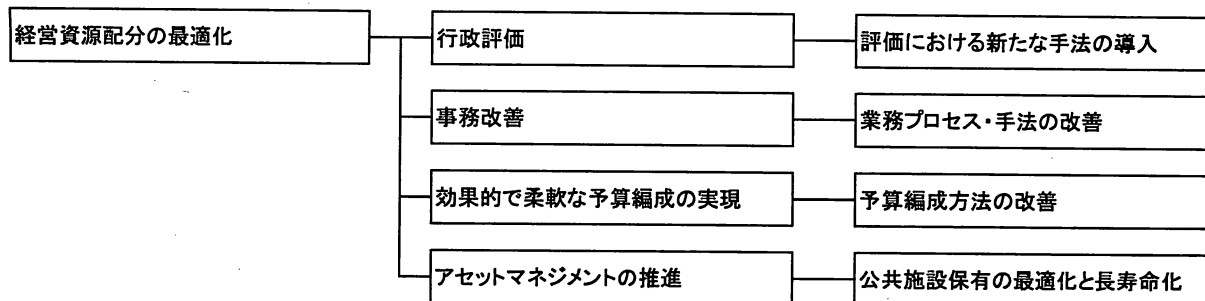 経営資源配分の最適化
行政評価
評価における新たな手法の導入
事務改善
業務プロセス・手法の改善
効果的で柔軟な予算編成の実現
予算編成方法の改善
アセットマネジメントの推進
公共施設保有の最適化と長寿命化